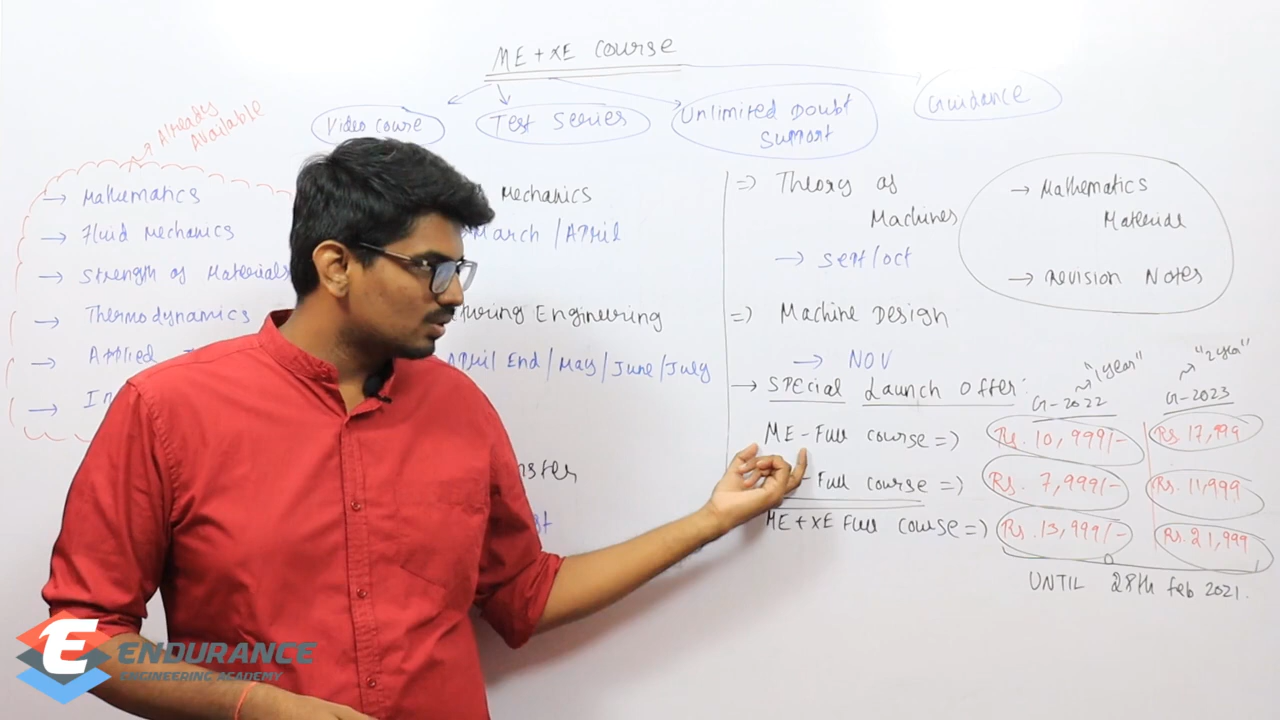 ME + XE Course
Video Course
Test Series
Unlimited Doubt
Support
Guidance
Already
Available
→ Mathematics
→ Fluid Mechanics
→ Strength of Materials
→ Thermodynamics
→ Applied
→ In
Mechanics
March / April
turing Engineering
April End / May / June / July
=> Theory of
Machines
→ Sept/Oct
=> Machine Design
→ NOV
→ Mathematics
Material
→ Revision Notes
→ Special Launch Offer:
→ "1 year"
G-2022
→ "2 year"
G-2023
ME - Full course => Rs. 10,999/- Rs. 17,999
- Full course => Rs. 7,999/- Rs. 11,999
ME + XE Full course => Rs. 13,999/- Rs. 21,999
UNTIL 28th Feb 2021.
ENDURANCE
ENGINEERING ACADEMY